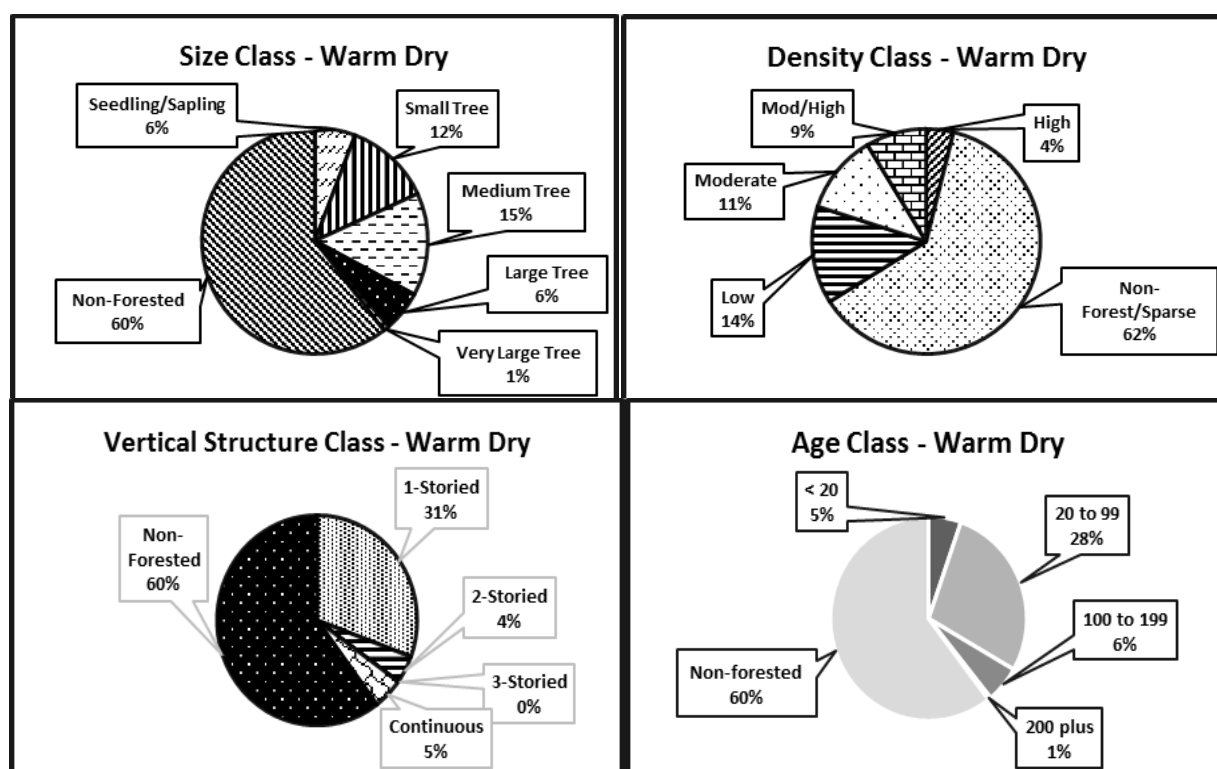 Size Class - Warm Dry
Seedling/Sapling
6%
Small Tree
12%
Medium Tree
15%
Large Tree
6%
Very Large Tree
1%
Non-Forested
60%
Density Class - Warm Dry
Mod/High
9%
High
4%
Moderate
11%
Low
14%
Non-
Forest/Sparse
62%
Vertical Structure Class - Warm Dry
1-Storied
31%
Non-
Forested
60%
2-Storied
4%
3-Storied
0%
Continuous
5%
Age Class - Warm Dry
< 20
5%
20 to 99
28%
100 to 199
6%
Non-forested
60%
200 plus
1%